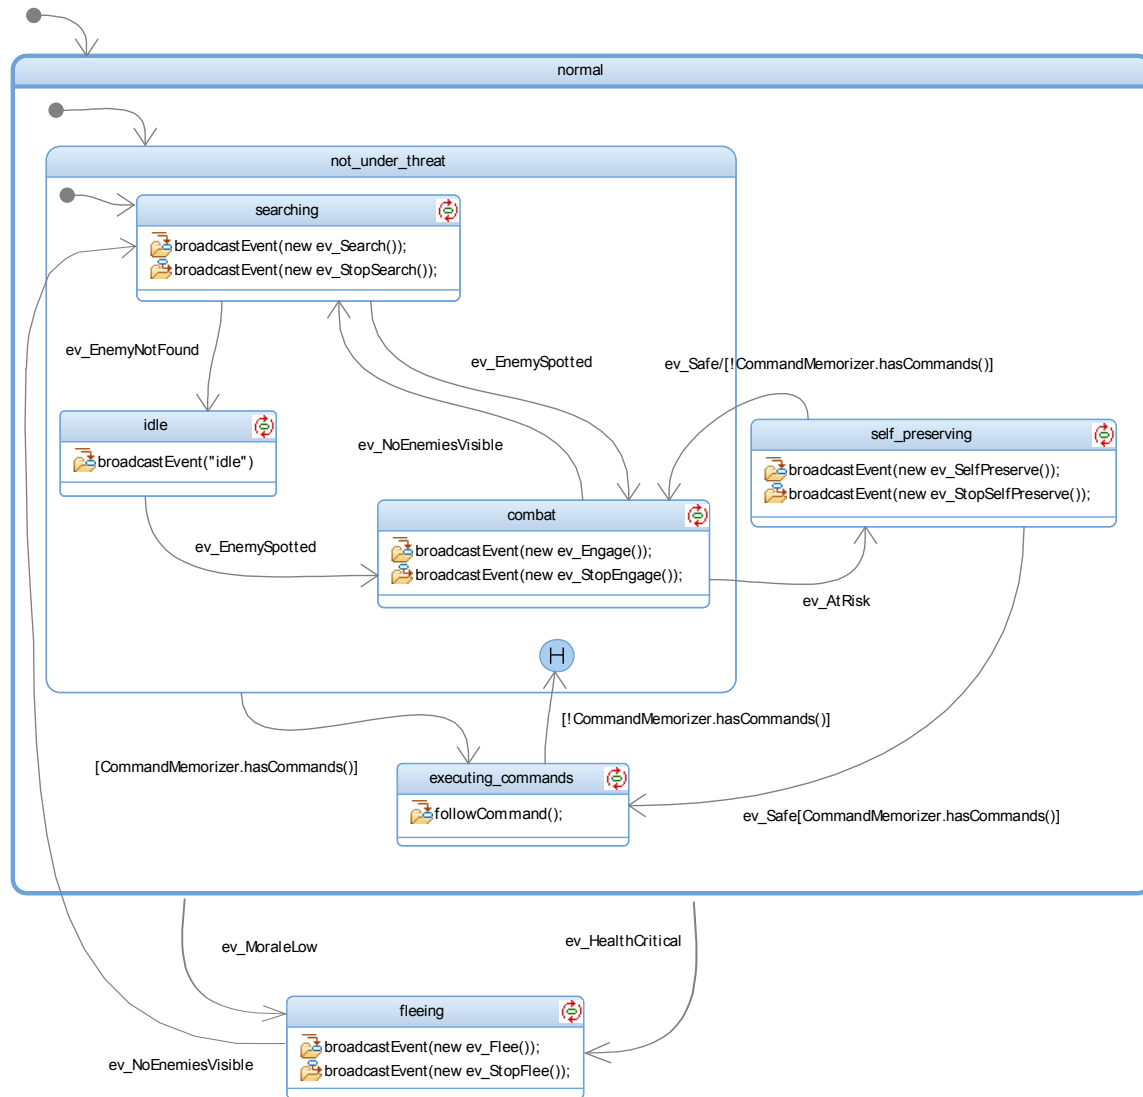 normal
not_under_threat
searching
broadcastEvent(new ev_Search());
broadcastEvent(new ev_StopSearch());
ev_EnemyNotFound
ev_EnemySpotted
ev_Safe/[!CommandMemorizer.hasCommands()]
idle
broadcastEvent("idle")
ev_NoEnemiesVisible
self_preserving
broadcastEvent(new ev_SelfPreserve());
broadcastEvent(new ev_StopSelfPreserve());
combat
broadcastEvent(new ev_Engage());
broadcastEvent(new ev_StopEngage());
ev_EnemySpotted
ev_AtRisk
H
[!CommandMemorizer.hasCommands()]
[CommandMemorizer.hasCommands()]
executing_commands
followCommand();
ev_Safe[CommandMemorizer.hasCommands()]
ev_MoraleLow
ev_HealthCritical
fleeing
broadcastEvent(new ev_Flee());
broadcastEvent(new ev_StopFlee());
ev_NoEnemiesVisible